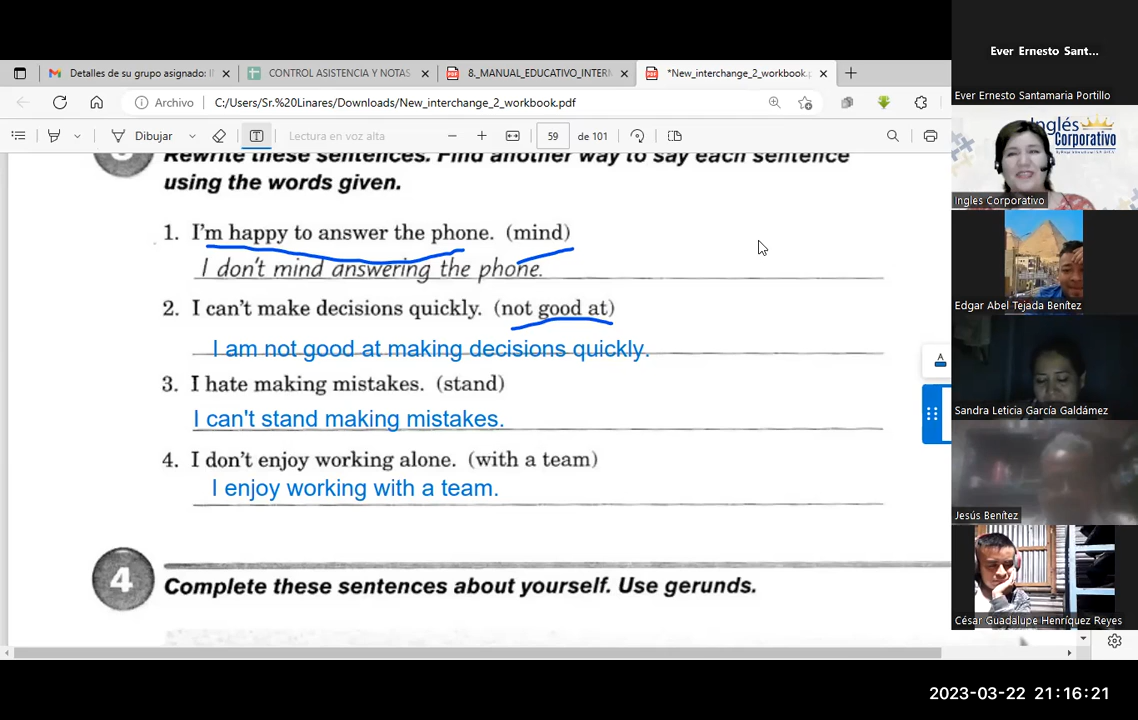 Ever Ernesto Sant...
Ever Ernesto Santamaria Portillo
Detalles de su grupo asignado: II
CONTROL ASISTENCIA Y NOTAS
8._MANUAL_EDUCATIVO_INTERM
*New_interchange_2_workbook.p
Archivo
C:/Users/Sr.%20Linares/Downloads/New_interchange_2_workbook.pdf
Dibujar
Lectura en voz alta
59
de 101
Rewrite these sentences. Find another way to say each sentence
using the words given.
1. I'm happy to answer the phone. (mind)
I don't mind answering the phone.
2. I can't make decisions quickly. (not good at)
I am not good at making decisions quickly.
3. I hate making mistakes. (stand)
I can't stand making mistakes.
4. I don't enjoy working alone. (with a team)
I enjoy working with a team.
4
Complete these sentences about yourself. Use gerunds.
Inglés
Corporativo
Ingles Corporativo
Edgar Abel Tejada Benítez
Sandra Leticia García Galdámez
Jesús Benítez
César Guadalupe Henríquez Reyes
2023-03-22 21:16:21